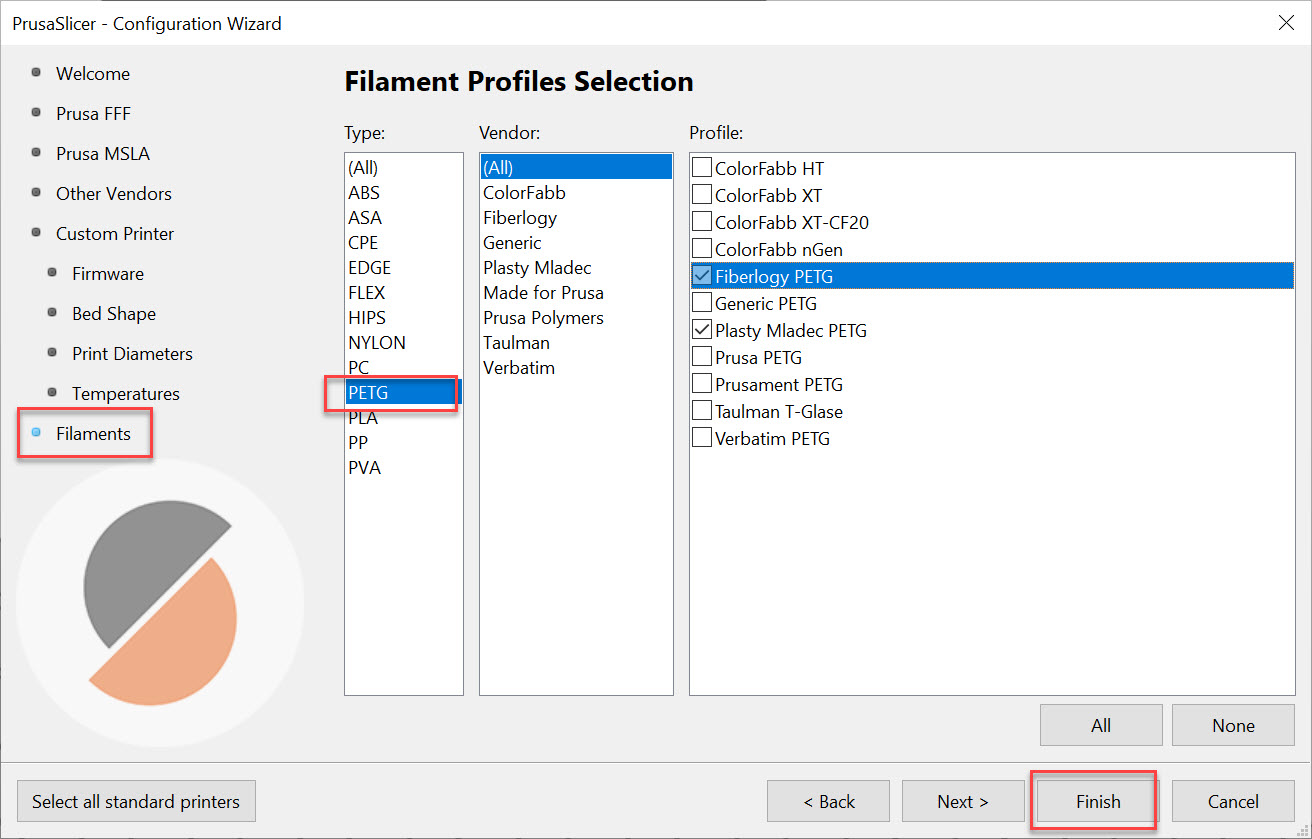 PrusaSlicer - Configuration Wizard
Welcome
Prusa FFF
Prusa MSLA
Other Vendors
Custom Printer
Firmware
Bed Shape
Print Diameters
Temperatures
Filaments
Filament Profiles Selection
Type:
(All)
ABS
ASA
CPE
EDGE
FLEX
HIPS
NYLON
PC
PETG
PLA
PP
PVA
Vendor:
(All)
ColorFabb
Fiberlogy
Generic
Plasty Mladec
Made for Prusa
Prusa Polymers
Taulman
Verbatim
Profile:
ColorFabb HT
ColorFabb XT
ColorFabb XT-CF20
ColorFabb nGen
Fiberlogy PETG
Generic PETG
Plasty Mladec PETG
Prusa PETG
Prusament PETG
Taulman T-Glase
Verbatim PETG
All
None
Select all standard printers
< Back
Next >
Finish
Cancel